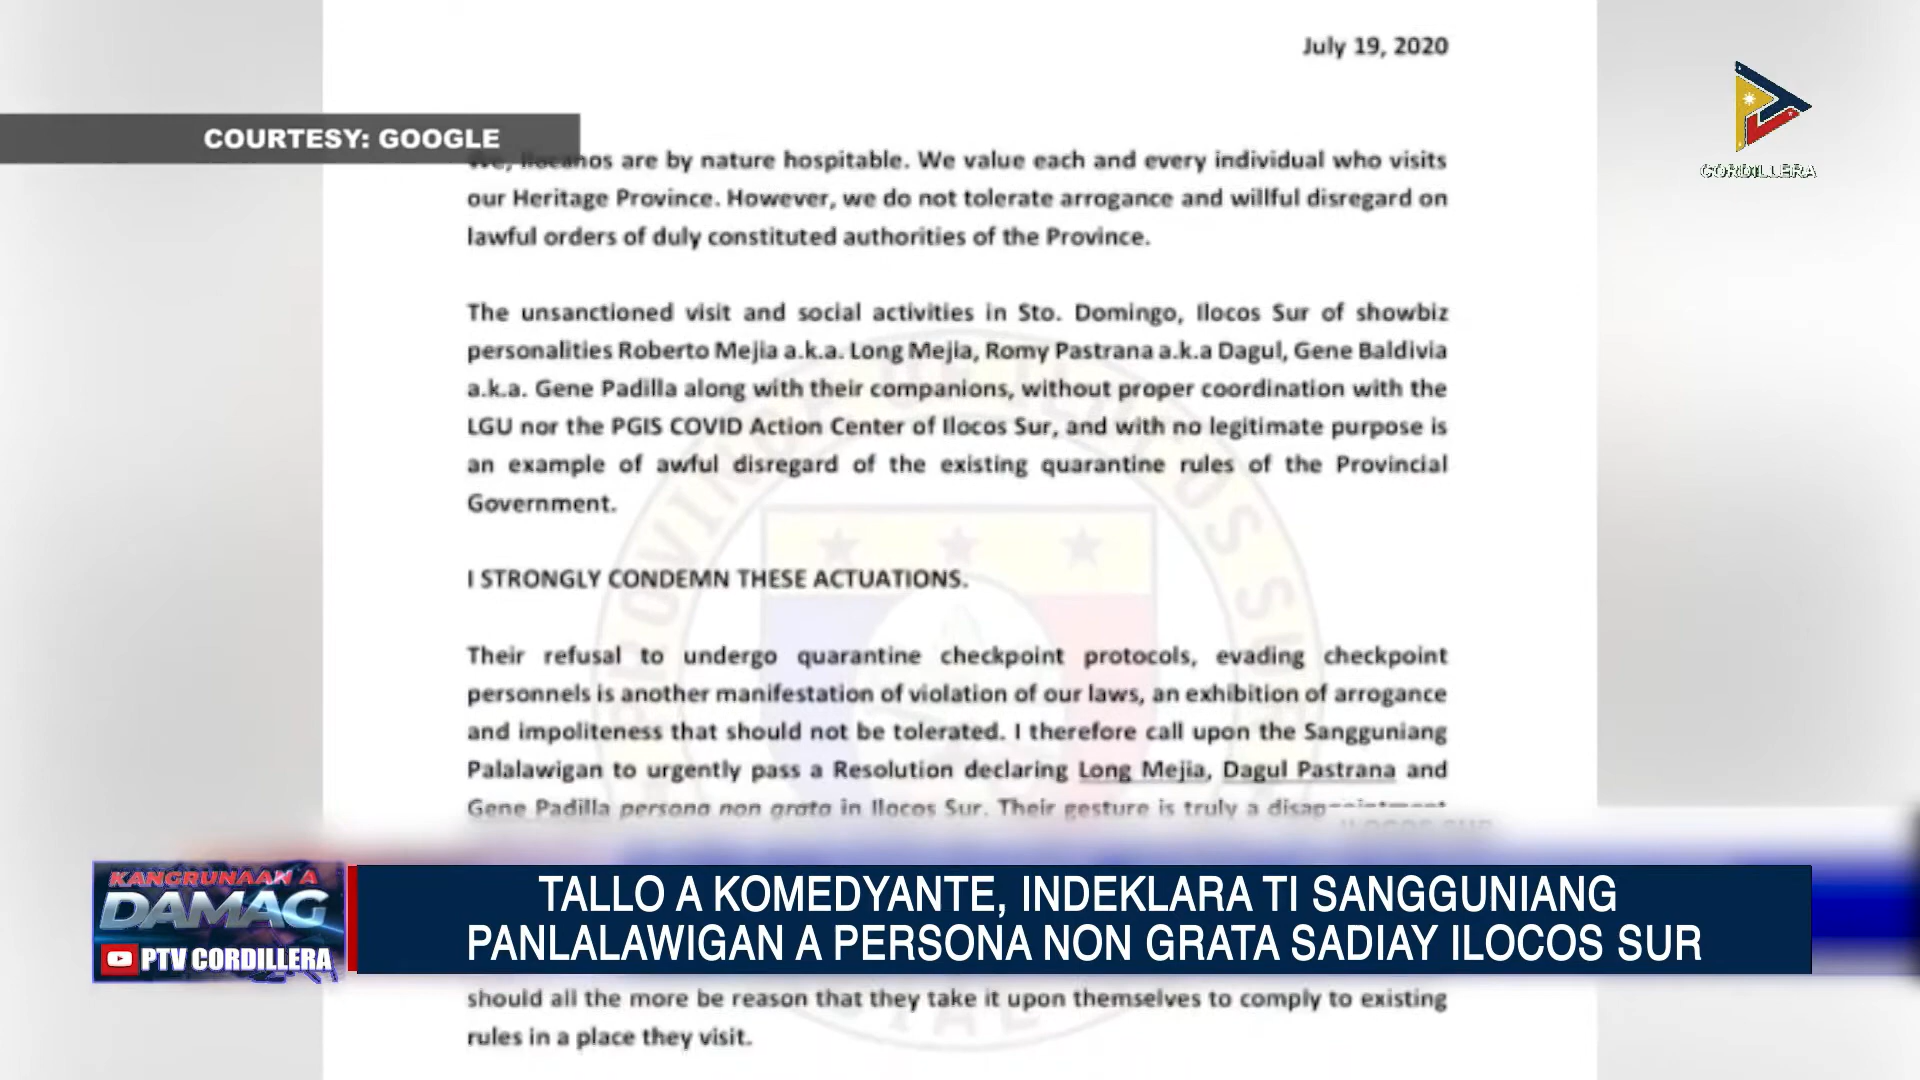 July 19, 2020
CORDILLERA
COURTESY: GOOGLE
We, Ilocanos are by nature hospitable. We value each and every individual who visits
our Heritage Province. However, we do not tolerate arrogance and willful disregard on
lawful orders of duly constituted authorities of the Province.
The unsanctioned visit and social activities in Sto. Domingo, Ilocos Sur of showbiz
personalities Roberto Mejia a.k.a. Long Mejia, Romy Pastrana a.k.a Dagul, Gene Baldivia
a.k.a. Gene Padilla along with their companions, without proper coordination with the
LGU nor the PGIS COVID Action Center of Ilocos Sur, and with no legitimate purpose is
an example of awful disregard of the existing quarantine rules of the Provincial
Government.
I STRONGLY CONDEMN THESE ACTUATIONS.
Their refusal to undergo quarantine checkpoint protocols, evading checkpoint
personnels is another manifestation of violation of our laws, an exhibition of arrogance
and impoliteness that should not be tolerated. I therefore call upon the Sangguniang
Palalawigan to urgently pass a Resolution declaring Long Mejia, Dagul Pastrana and
Gene Padilla persona non grata in Ilocos Sur. Their gesture is truly a
KANGRUNAAN A
DAMAG
PTV CORDILLERA
TALLO A KOMEDYANTE, INDEKLARA TI SANGGUNIANG
PANLALAWIGAN A PERSONA NON GRATA SADIAY ILOCOS SUR
should all the more be reason that they take it upon themselves to comply to existing
rules in a place they visit.